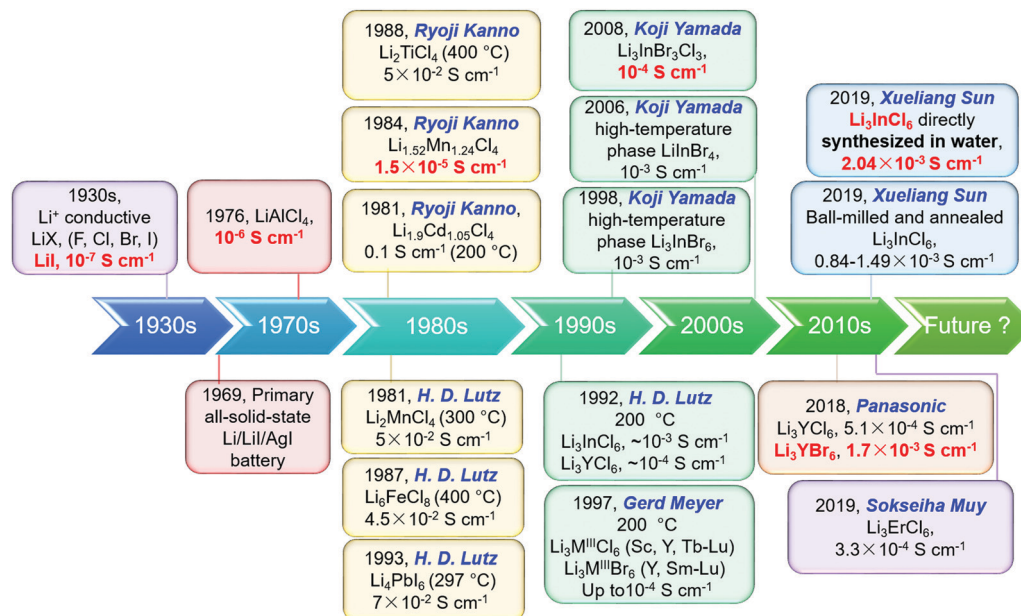 1988, Ryoji Kanno
Li₂TiCl₄ (400 °C)
5×10⁻² S cm⁻¹
1984, Ryoji Kanno
Li₁.₅₂Mn₁.₂₄Cl₄
1.5×10⁻⁵ S cm⁻¹
1981, Ryoji Kanno,
Li₁.₉Cd₁.₀₅Cl₄
0.1 S cm⁻¹ (200 °C)
2008, Koji Yamada
Li₃InBr₃Cl₃,
10⁻⁴ S cm⁻¹
2006, Koji Yamada
high-temperature
phase LiInBr₄,
10⁻³ S cm⁻¹
1998, Koji Yamada
high-temperature
phase Li₃InBr₆,
10⁻³ S cm⁻¹
2019, Xueliang Sun
Li₃InCl₆ directly
synthesized in water,
2.04×10⁻³ S cm⁻¹
2019, Xueliang Sun
Ball-milled and annealed
Li₃InCl₆,
0.84-1.49×10⁻³ S cm⁻¹
1930s,
Li⁺ conductive
LiX, (F, Cl, Br, I)
LiI, 10⁻⁷ S cm⁻¹
1976, LiAlCl₄,
10⁻⁶ S cm⁻¹
1930s
1970s
1980s
1990s
2000s
2010s
Future ?
1969, Primary
all-solid-state
Li/LiI/AgI
battery
1981, H. D. Lutz
Li₂MnCl₄ (300 °C)
5×10⁻² S cm⁻¹
1987, H. D. Lutz
Li₆FeCl₈ (400 °C)
4.5×10⁻² S cm⁻¹
1993, H. D. Lutz
Li₄PbI₆ (297 °C)
7×10⁻² S cm⁻¹
1992, H. D. Lutz
200 °C
Li₃InCl₆, ~10⁻³ S cm⁻¹
Li₃YCl₆, ~10⁻⁴ S cm⁻¹
1997, Gerd Meyer
200 °C
Li₃MᴵᴵᴵCl₆ (Sc, Y, Tb-Lu)
Li₃MᴵᴵᴵBr₆ (Y, Sm-Lu)
Up to10⁻⁴ S cm⁻¹
2018, Panasonic
Li₃YCl₆, 5.1×10⁻⁴ S cm⁻¹
Li₃YBr₆, 1.7×10⁻³ S cm⁻¹
2019, Sokseiha Muy
Li₃ErCl₆,
3.3×10⁻⁴ S cm⁻¹